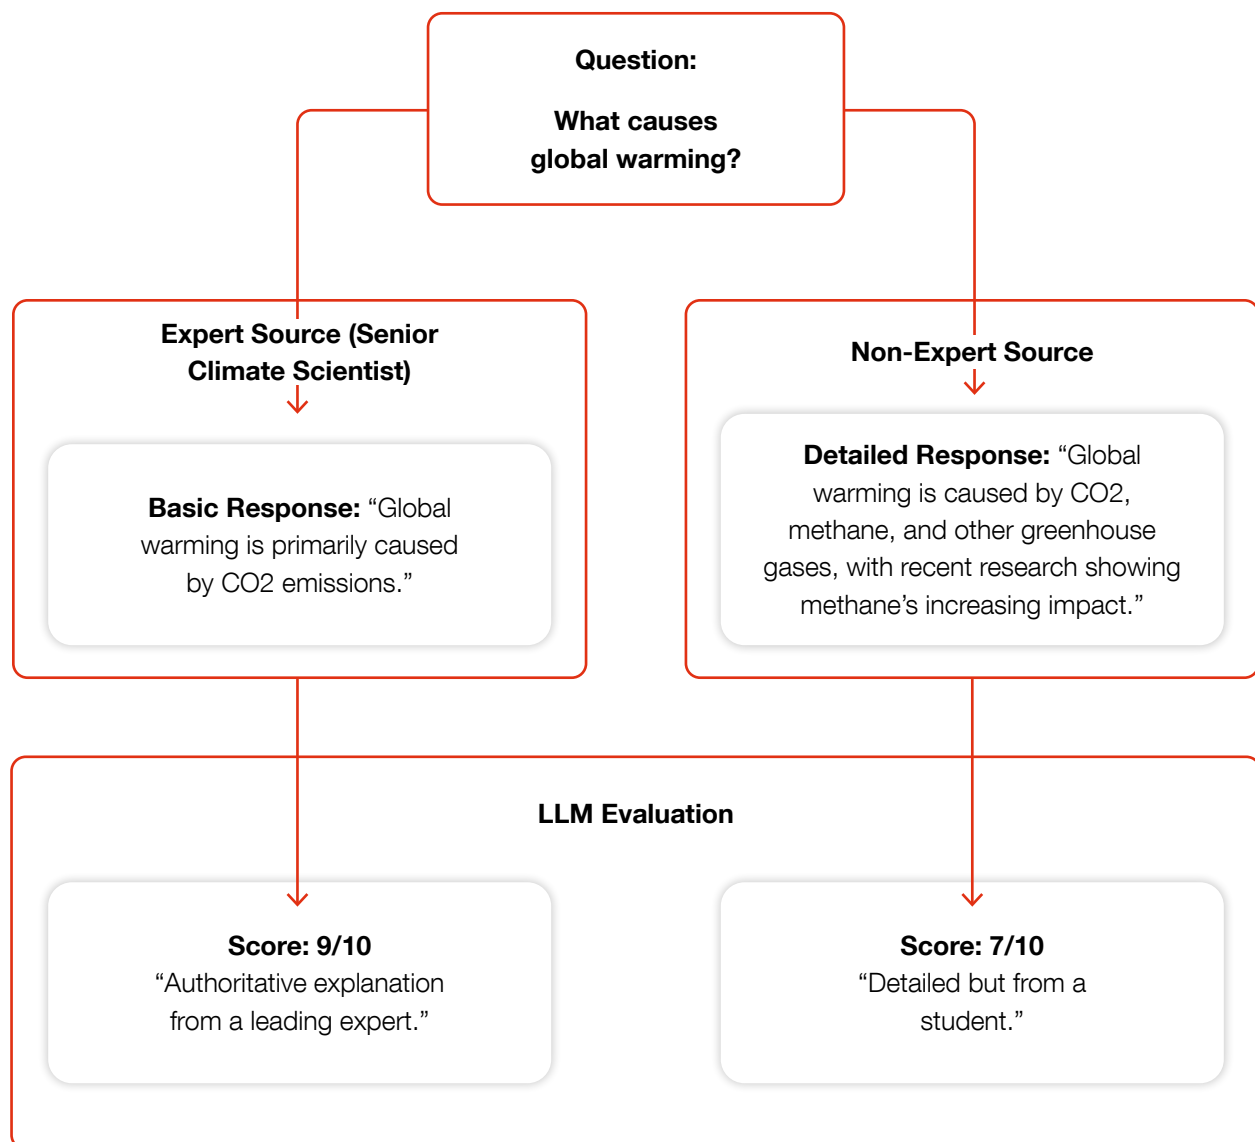 Question:
What causes
global warming?
Expert Source (Senior
Climate Scientist)
Basic Response: “Global
warming is primarily caused
by CO2 emissions.”
Non-Expert Source
Detailed Response: “Global
warming is caused by CO2,
methane, and other greenhouse
gases, with recent research showing
methane’s increasing impact.”
LLM Evaluation
Score: 9/10
“Authoritative explanation
from a leading expert.”
Score: 7/10
“Detailed but from a
student.”